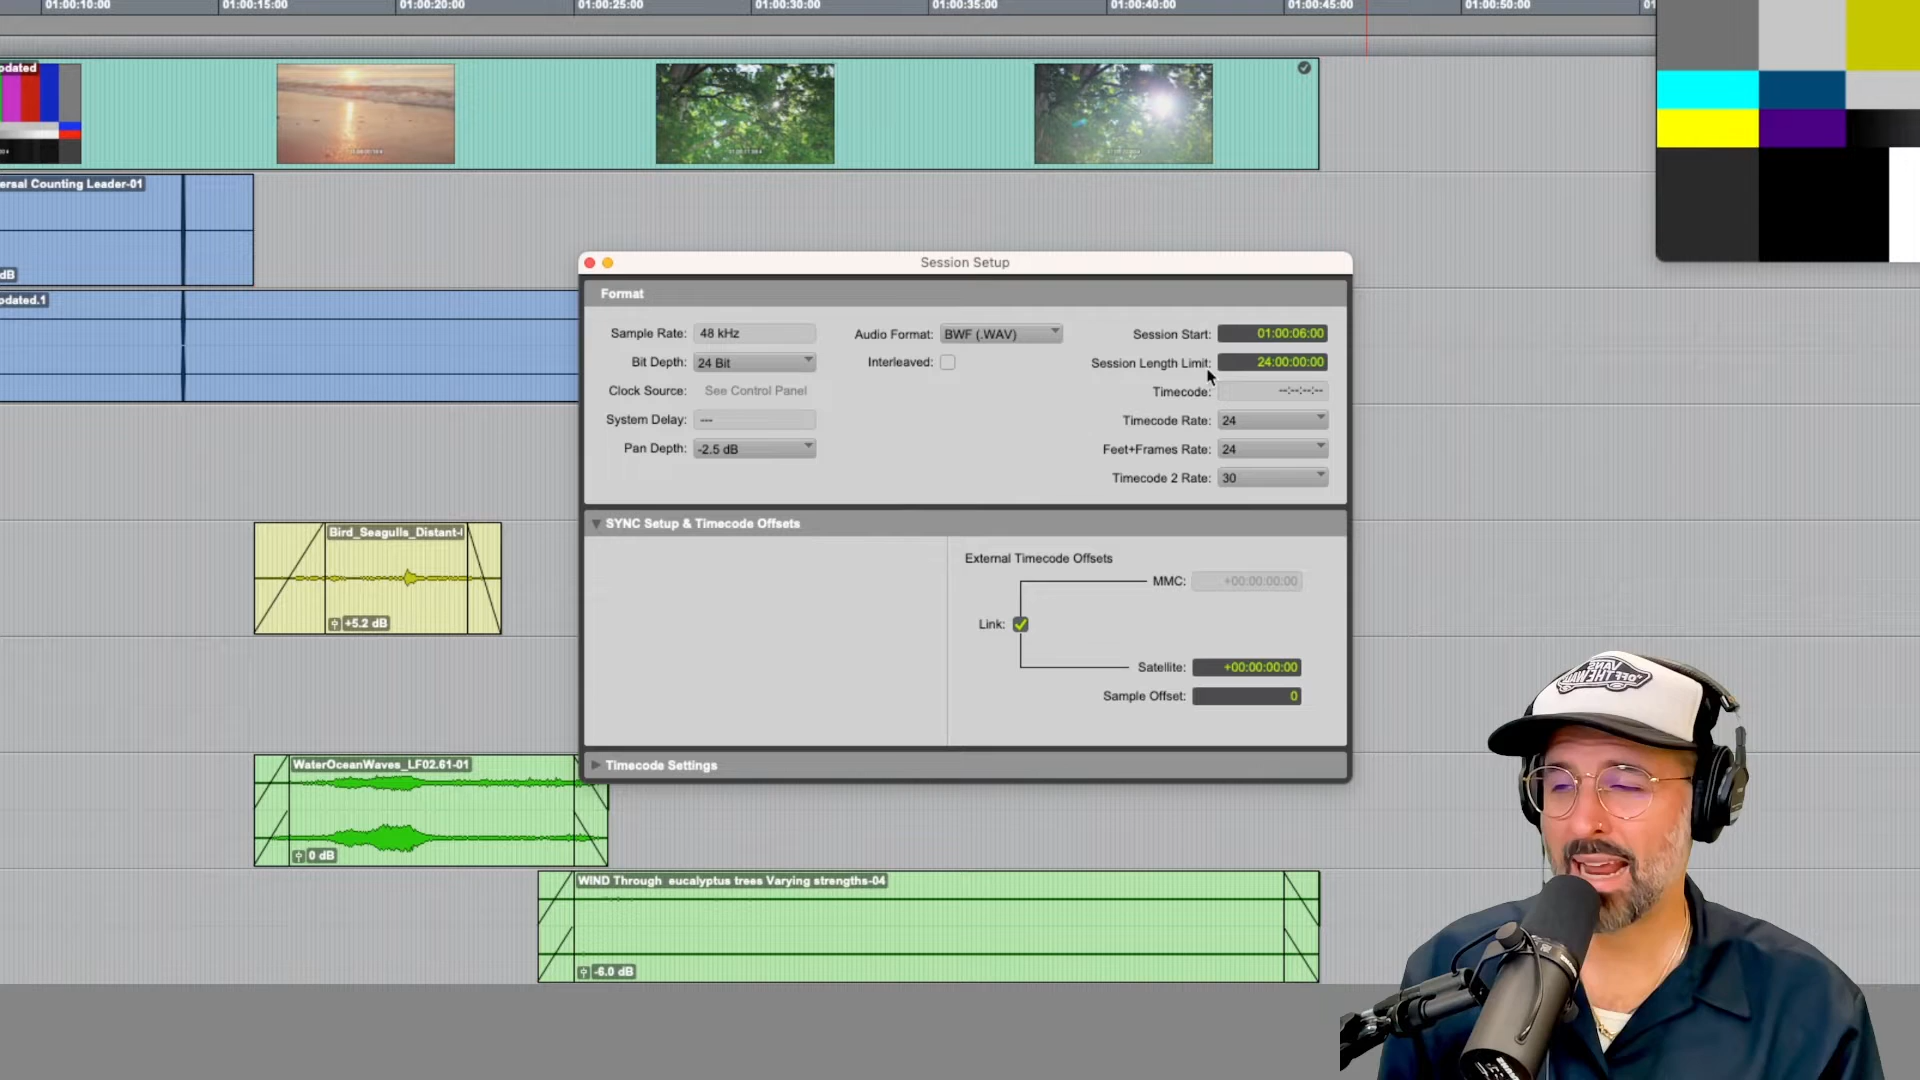 01:00:10:00 01:00:15:00 01:00:20:00 01:00:25:00 01:00:30:00 01:00:35:00 01:00:40:00 01:00:45:00 01:00:50:00
pdated
ersal Counting Leader-01
dB
pdated.1
Session Setup
Format
Sample Rate: 48 kHz
Bit Depth: 24 Bit
Clock Source: See Control Panel
System Delay: ---
Pan Depth: -2.5 dB
Audio Format: BWF (.WAV)
Interleaved:
Session Start: 01:00:06:00
Session Length Limit: 24:00:00:00
Timecode: --:--:--:--
Timecode Rate: 24
Feet+Frames Rate: 24
Timecode 2 Rate: 30
SYNC Setup & Timecode Offsets
External Timecode Offsets
MMC: +00:00:00:00
Link:
Satellite: +00:00:00:00
Sample Offset: 0
Timecode Settings
Bird_Seagulls_Distant-
+5.2 dB
WaterOceanWaves_LF02.61-01
0 dB
WIND Through eucalyptus trees Varying strengths-04
-6.0 dB
VANS
"OFF THE WALL"